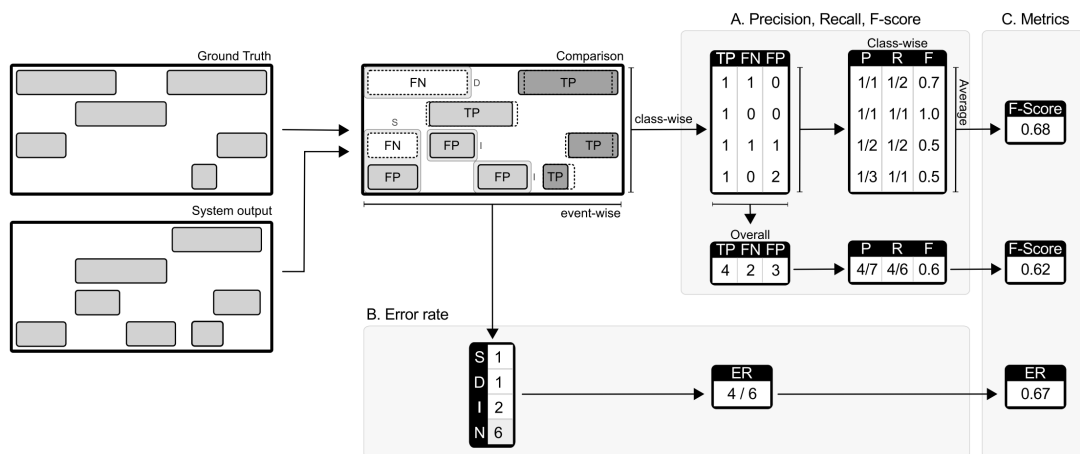 A. Precision, Recall, F-score
C. Metrics
Ground Truth
Comparison
Class-wise
FN
D
TP
TP
S
FN
FP
I
TP
FP
FP
I
TP
class-wise
event-wise
TP FN FP
1 1 0
1 0 0
1 1 1
1 0 2
P R F
1/1 1/2 0.7
1/1 1/1 1.0
1/2 1/2 0.5
1/3 1/1 0.5
Average
F-Score
0.68
System output
Overall
TP FN FP
4 2 3
P R F
4/7 4/6 0.6
F-Score
0.62
B. Error rate
S 1
D 1
I 2
N 6
ER
4 / 6
ER
0.67